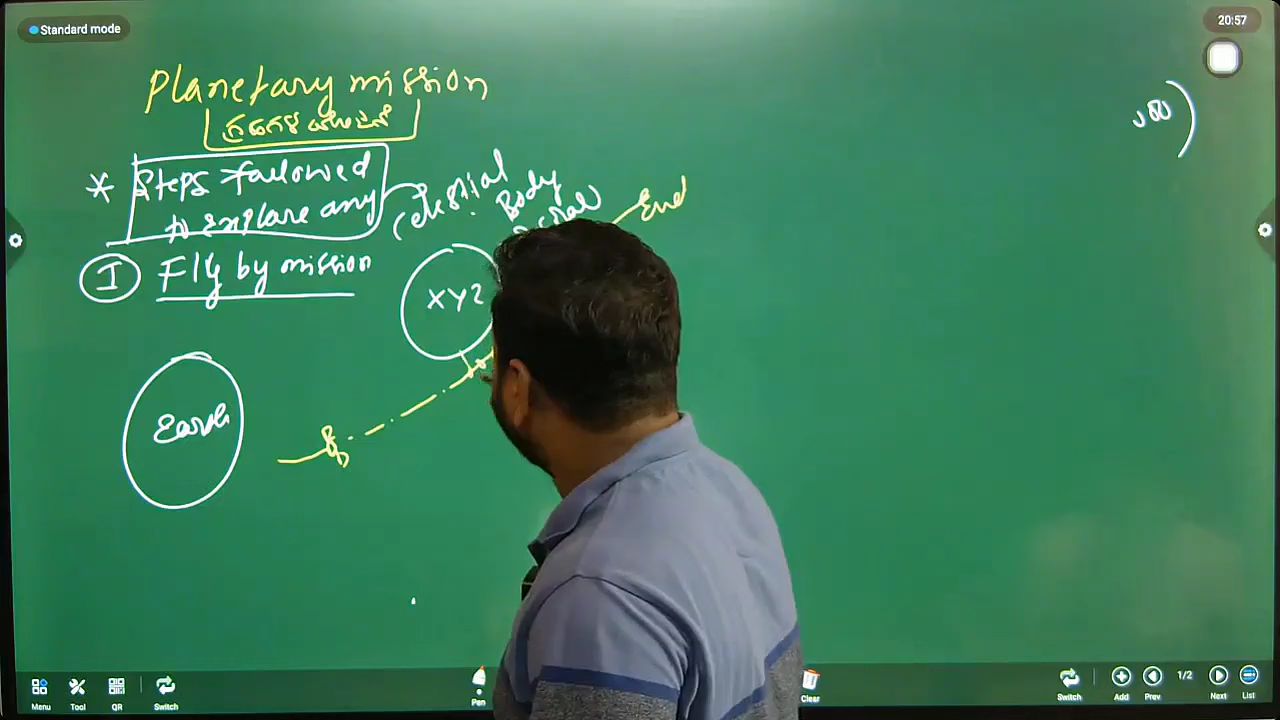 Standard mode
20:57
Planetary mission
* Steps followed
to explore any
Celestial
Body
I Fly by mission
End
XYZ
Earth
Menu
Tool
QR
Switch
Pen
Clear
Switch
Add
Prev
1/2
Next
List